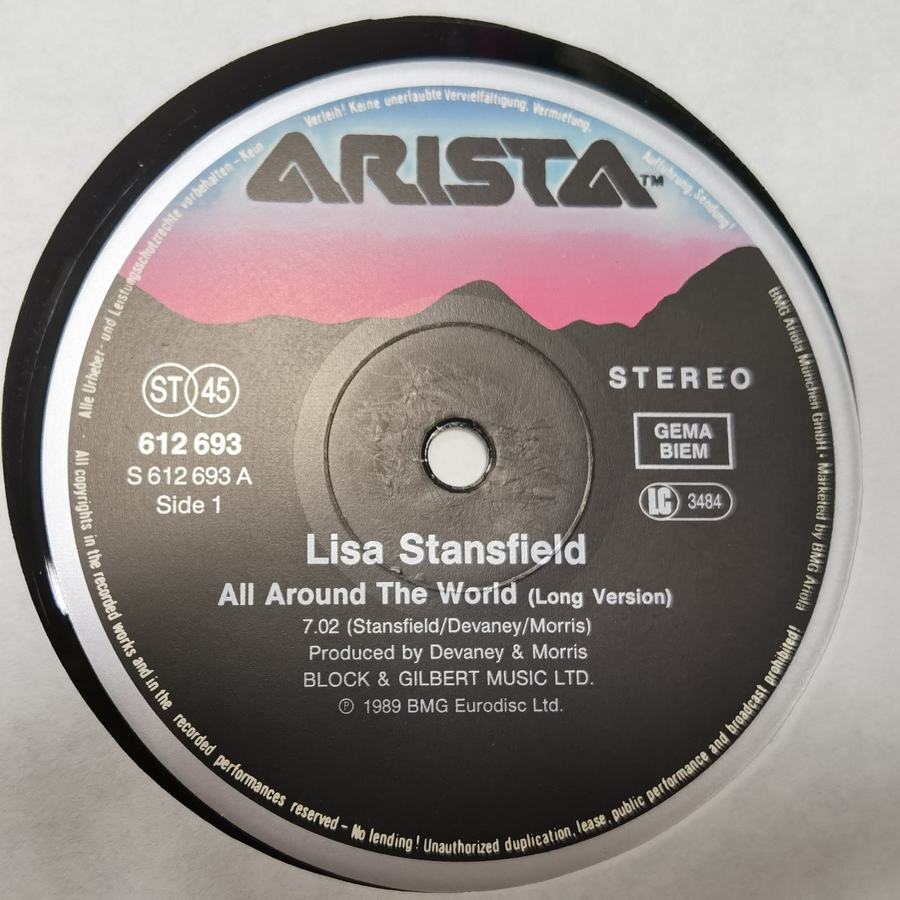 Alle Urheber- und Leistungsschutzrechte vorbehalten - Kein Verleih! Keine unerlaubte Vervielfältigung, Vermietung, Aufführung, Sendung!
ARISTA™
ST 45
STEREO
612 693
GEMA
BIEM
S 612 693 A
Side 1
LC 3484
Lisa Stansfield
All Around The World (Long Version)
7.02 (Stansfield/Devaney/Morris)
Produced by Devaney & Morris
BLOCK & GILBERT MUSIC LTD.
℗ 1989 BMG Eurodisc Ltd.
BMG Ariola München GmbH • Marketed by BMG Ariola
All copyrights in the recorded works and in the recorded performances reserved - No lending! Unauthorized duplication, lease, public performance and broadcast prohibited!